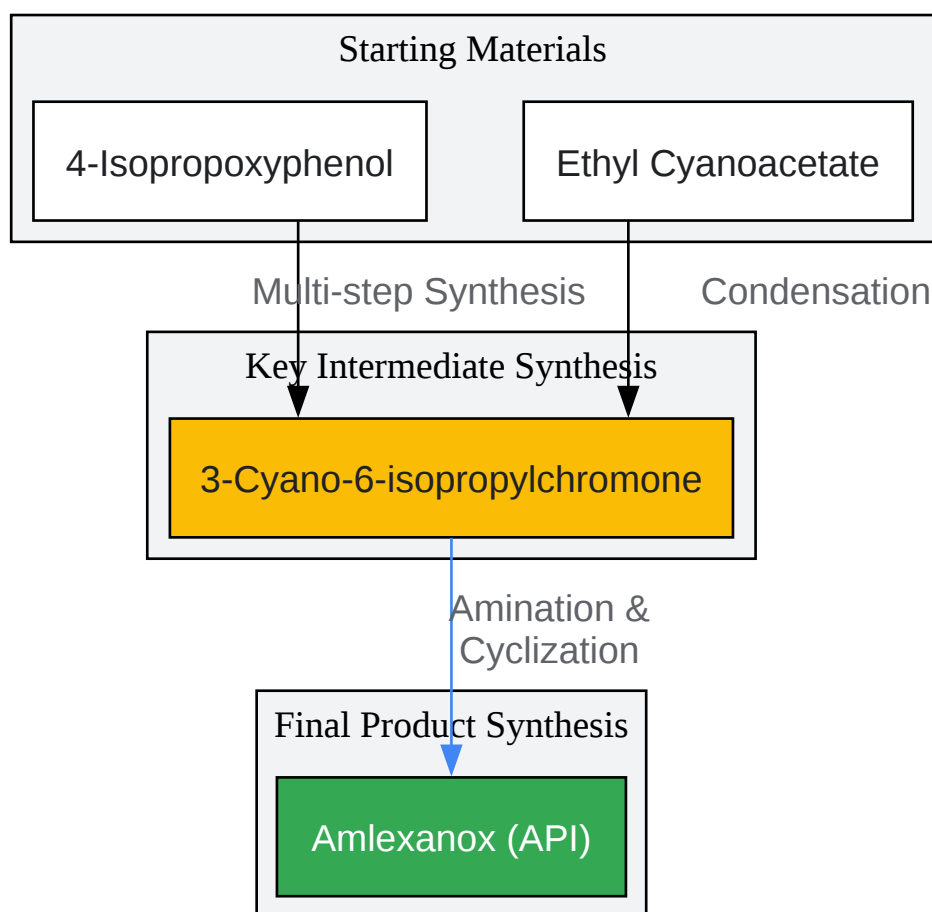 Starting Materials
4-Isopropoxyphenol
Ethyl Cyanoacetate
Multi-step Synthesis
Condensation
Key Intermediate Synthesis
3-Cyano-6-isopropylchromone
Amination &
Cyclization
Final Product Synthesis
Amlexanox (API)